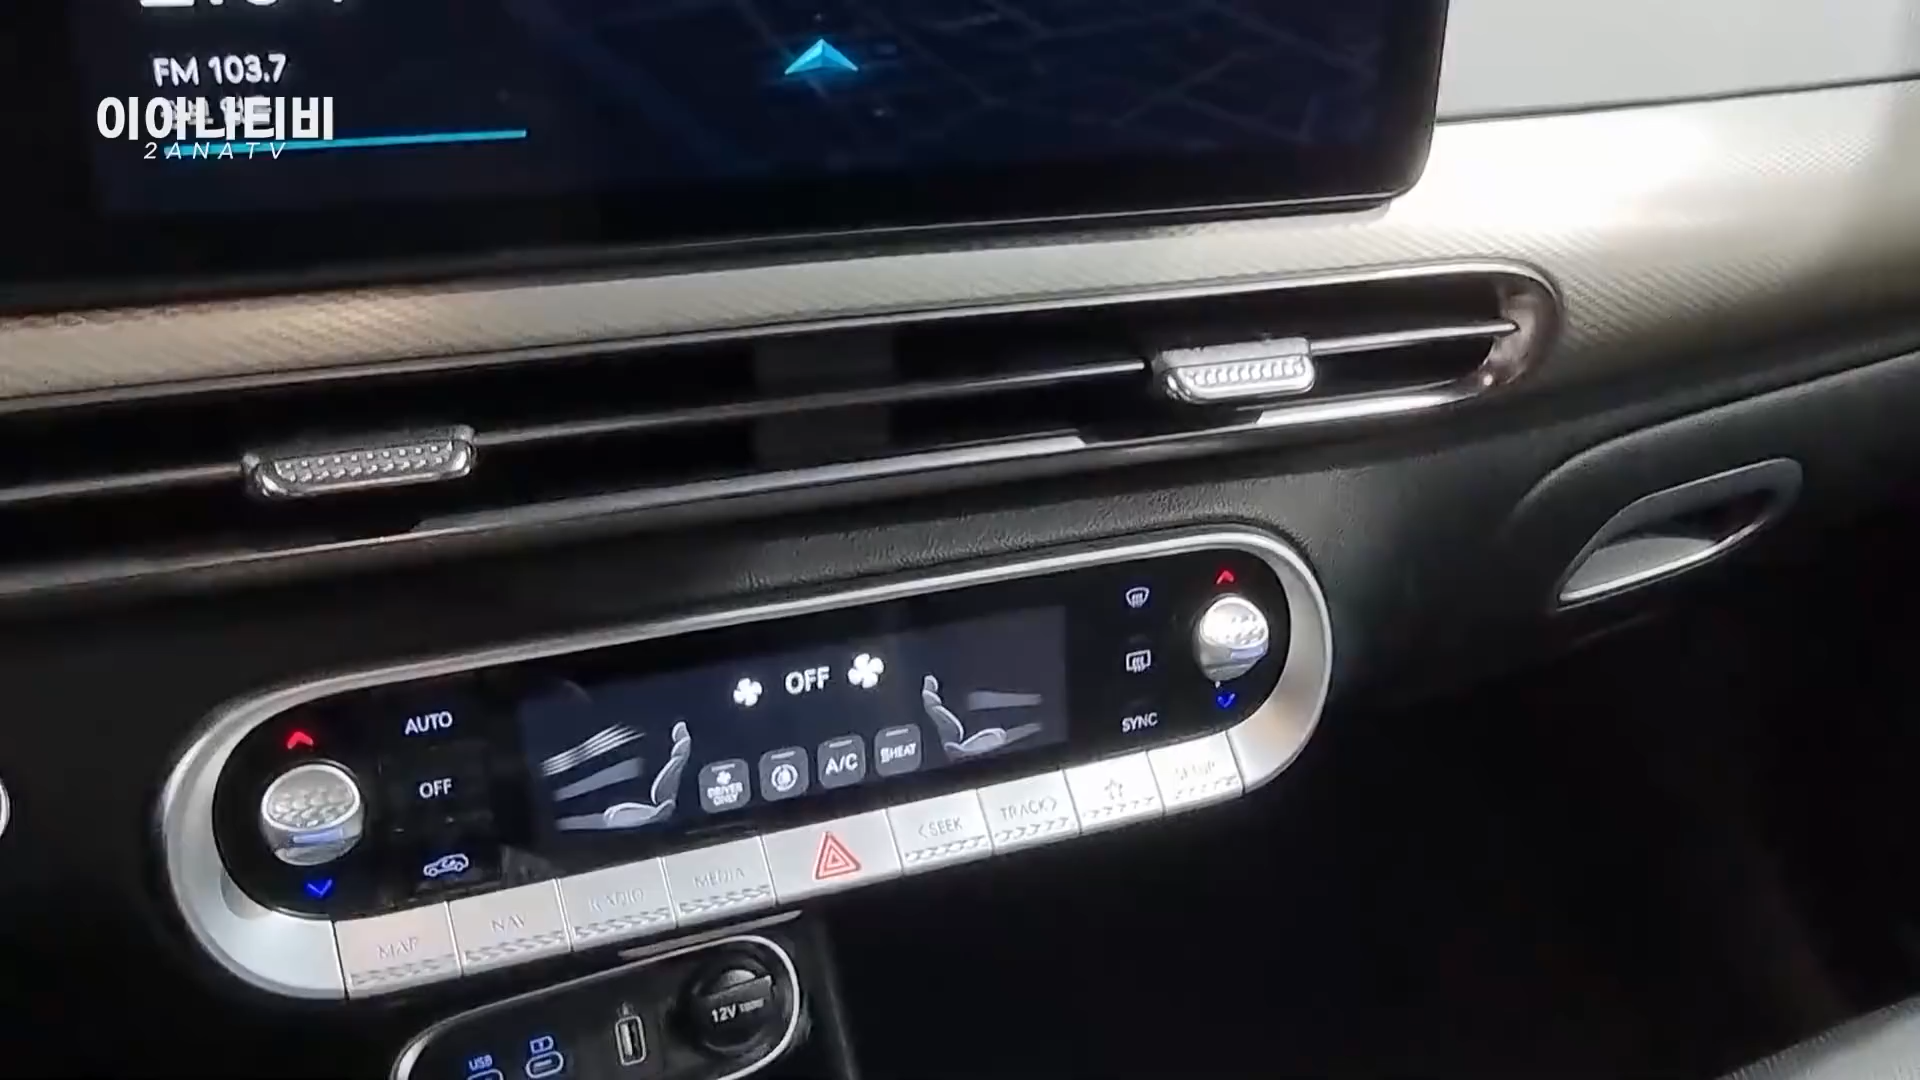 FM 103.7
이아나티비
2ANATV
OFF
AUTO
OFF
DRIVER ONLY
A/C
HEAT
SYNC
MAP
NAV
RADIO
MEDIA
<SEEK
TRACK>
SETUP
USB
12V